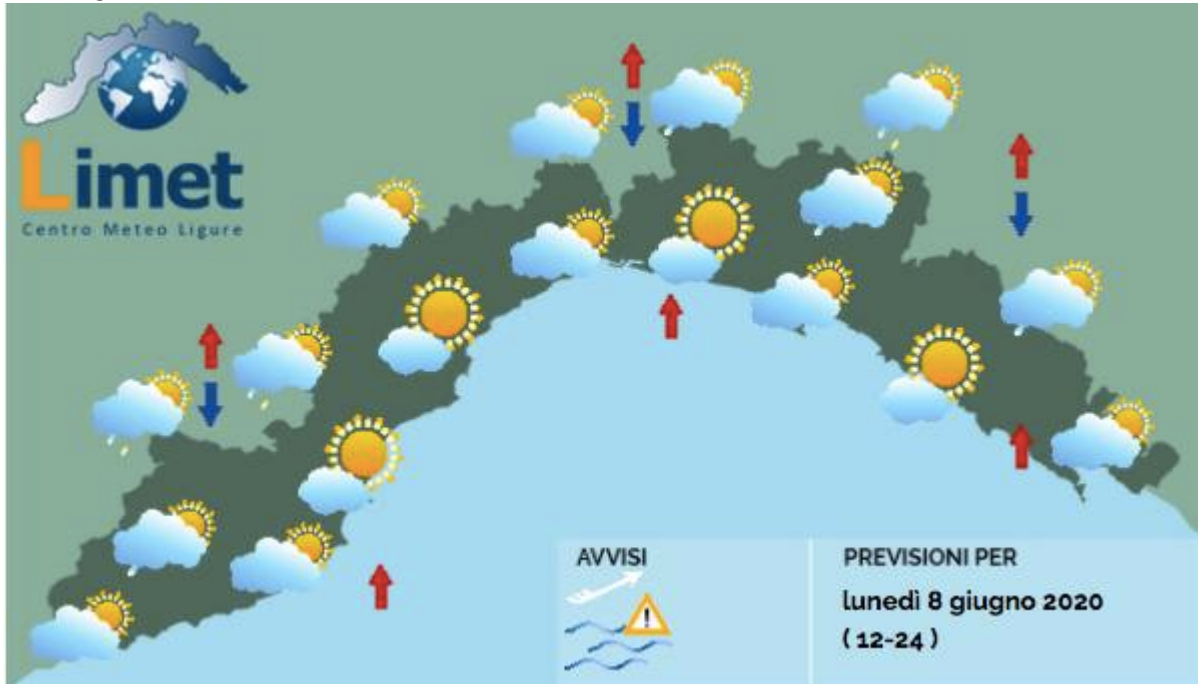 Limet
Centro Meteo Ligure
AVVISI
PREVISIONI PER
lunedì 8 giugno 2020
( 12-24 )